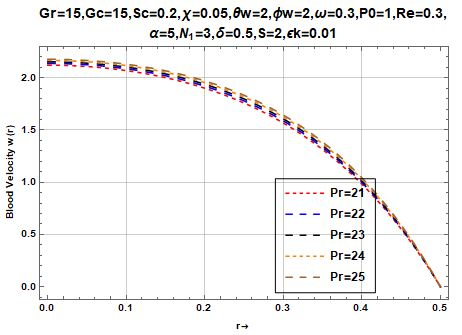 Gr=15,Gc=15,Sc=0.2,χ=0.05,θw=2,ϕw=2,ω=0.3,P0=1,Re=0.3,
α=5,N₁=3,δ=0.5,S=2,ϵK=0.01
Blood Velocity w(r)
2.0
1.5
1.0
0.5
0.0
Pr=21
Pr=22
Pr=23
Pr=24
Pr=25
0.0 0.1 0.2 0.3 0.4 0.5
r→